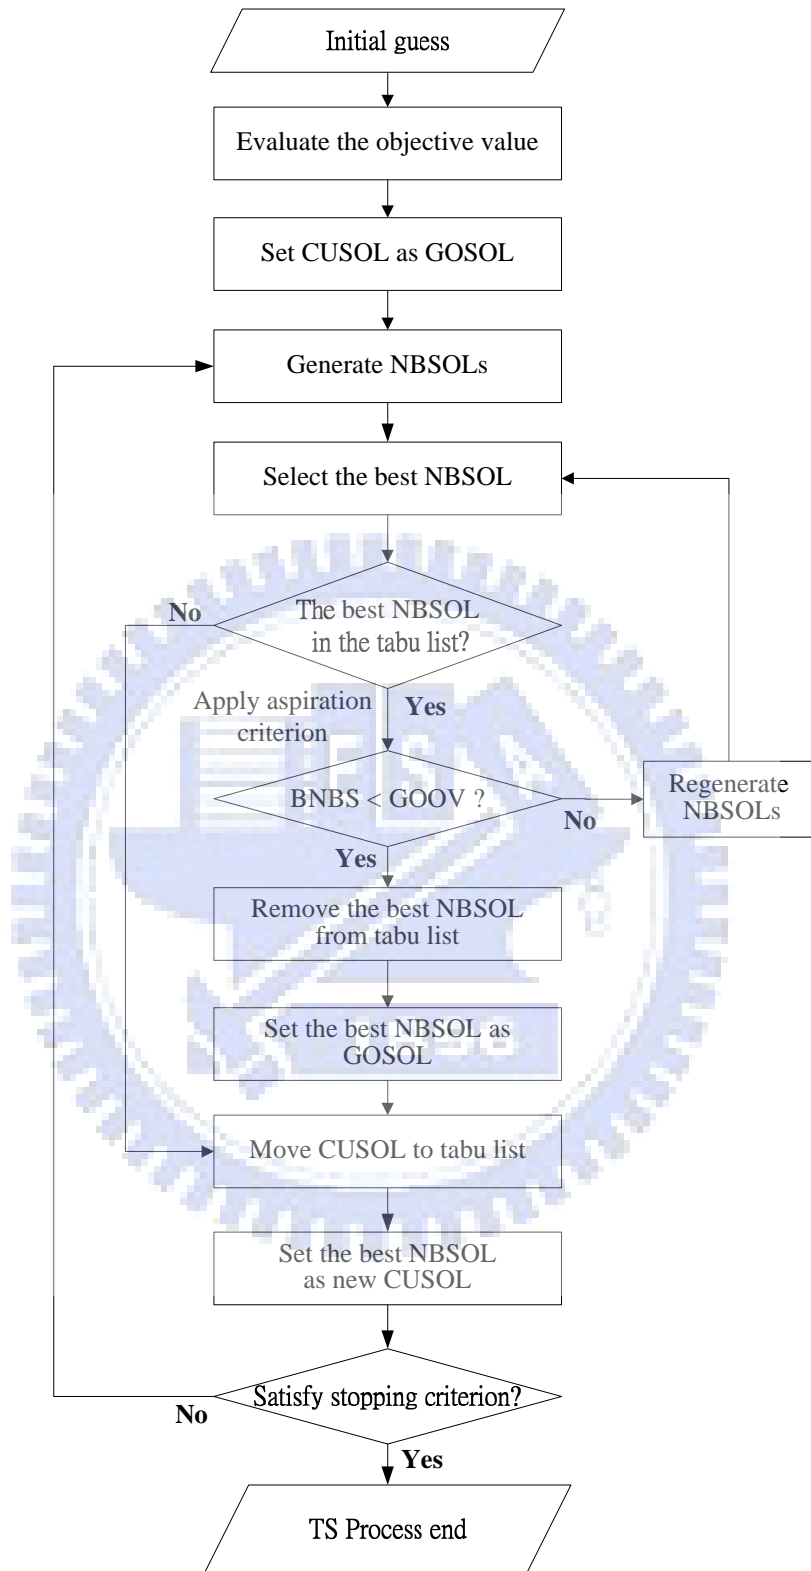 Initial guess
Evaluate the objective value
Set CUSOL as GOSOL
Generate NBSOLs
Select the best NBSOL
No
The best NBSOL
in the tabu list?
Apply aspiration
criterion
Yes
BNBS < GOOV ?
No
Regenerate
NBSOLs
Yes
Remove the best NBSOL
from tabu list
Set the best NBSOL as
GOSOL
Move CUSOL to tabu list
Set the best NBSOL
as new CUSOL
Satisfy stopping criterion?
No
Yes
TS Process end